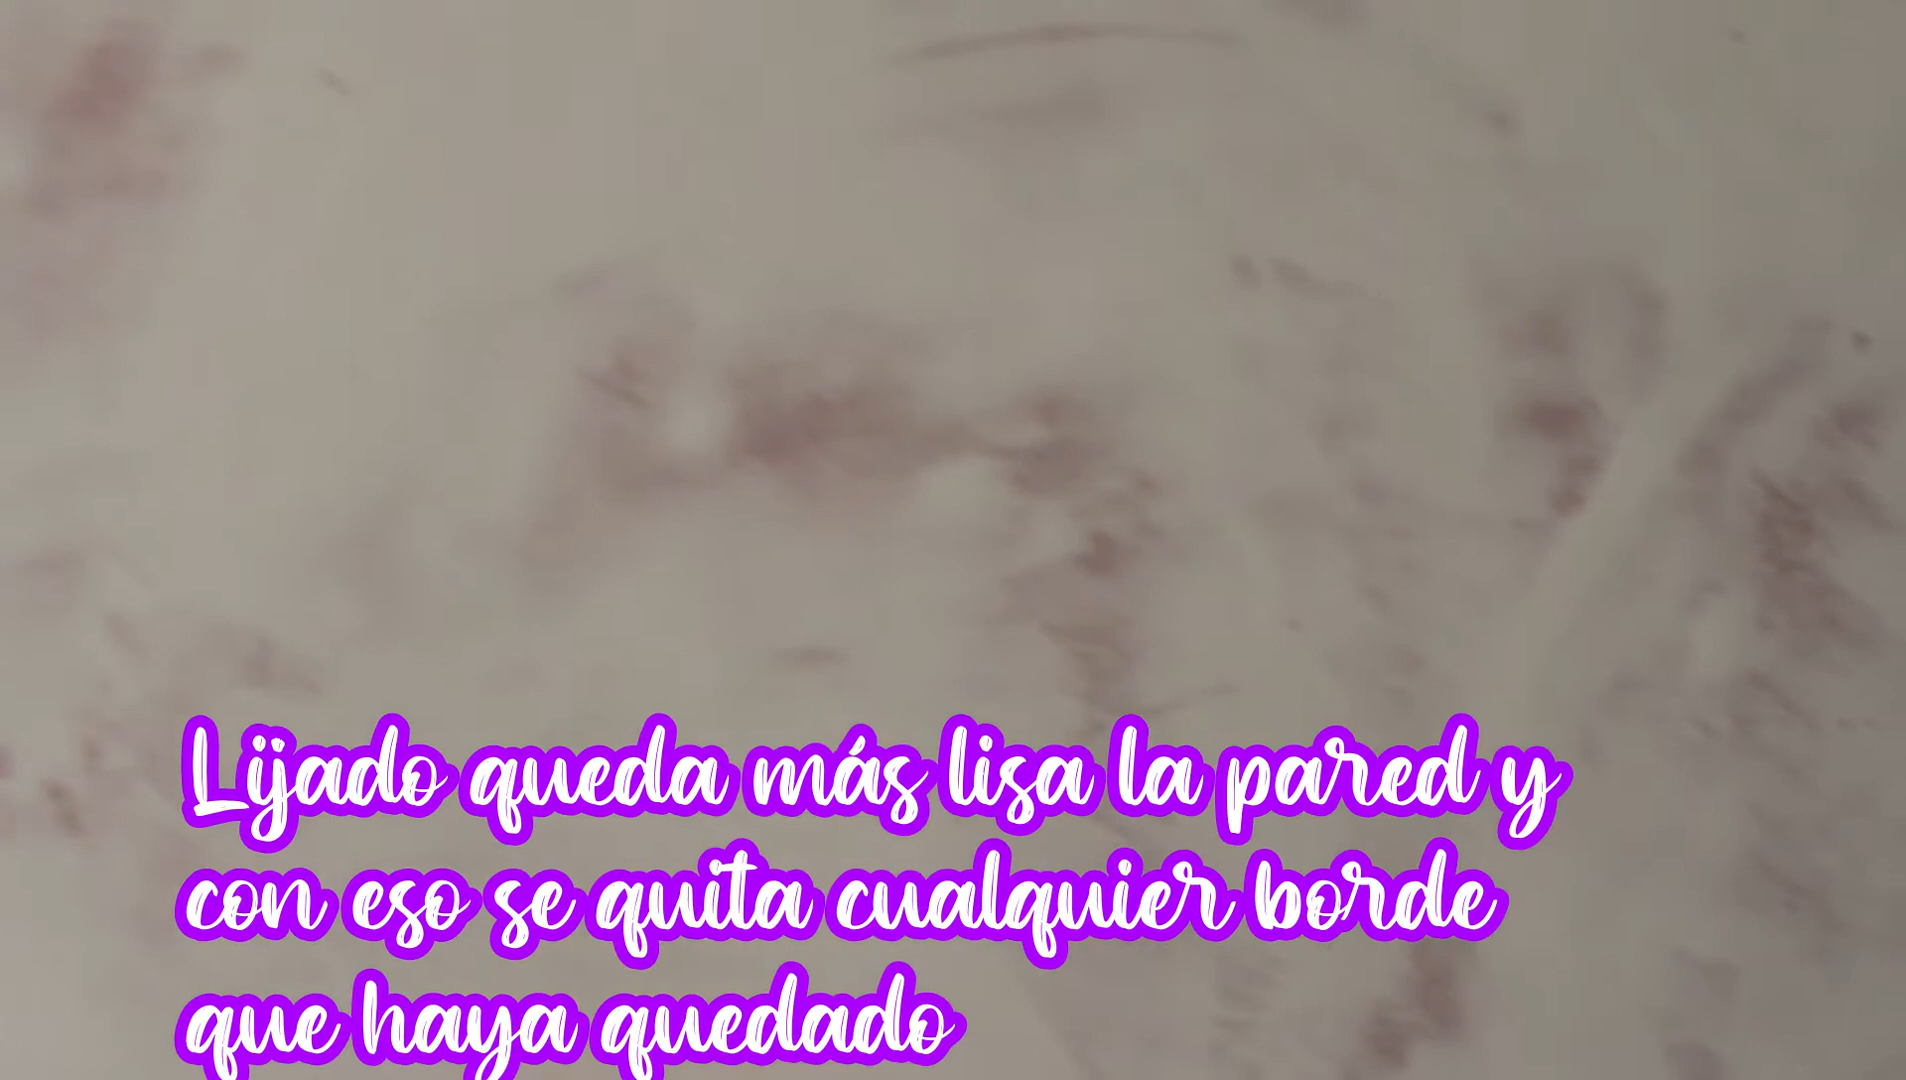 Lijado queda más lisa la pared y
con eso se quita cualquier borde
que haya quedado